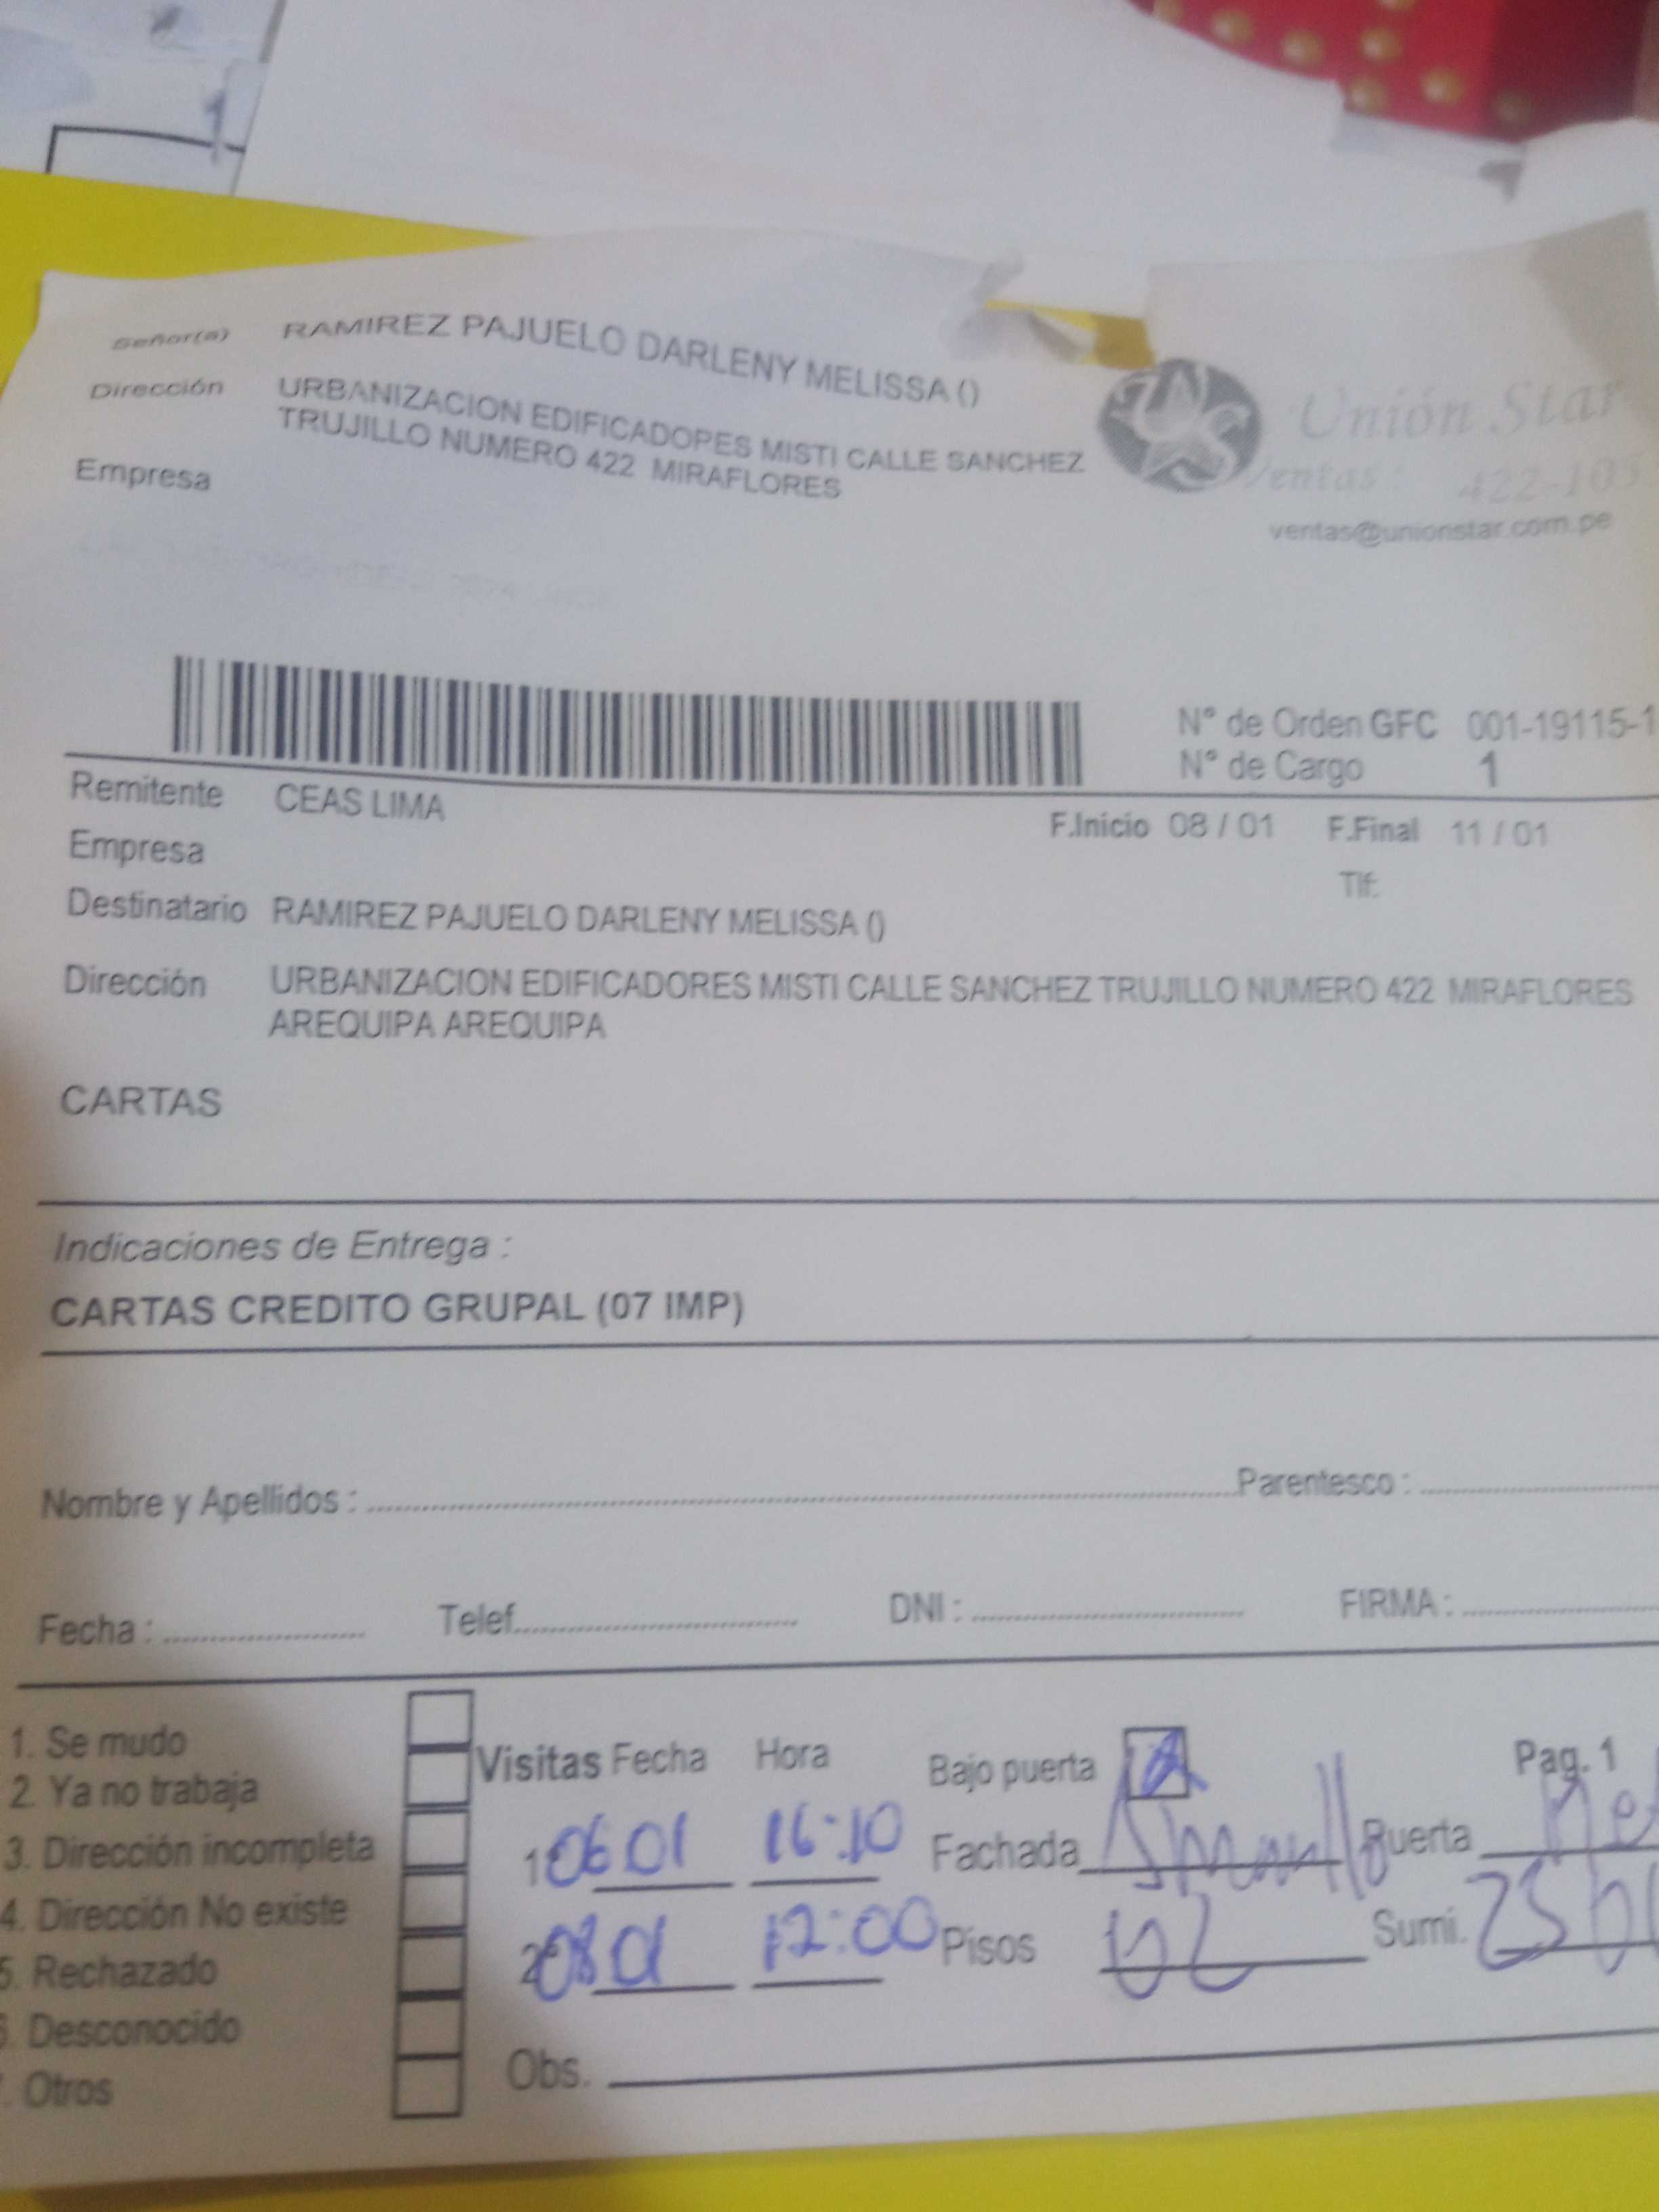 Señor(a) RAMIREZ PAJUELO DARLENY MELISSA ()
Dirección URBANIZACION EDIFICADOPES MISTI CALLE SANCHEZ
TRUJILLO NUMERO 422 MIRAFLORES
Empresa
Unión Star
Ventas: 422-105
ventas@unionstar.com.pe
N° de Orden GFC 001-19115-1
N° de Cargo 1
Remitente CEAS LIMA
F.Inicio 08 / 01 F.Final 11 / 01
Empresa
Tlf:
Destinatario RAMIREZ PAJUELO DARLENY MELISSA ()
Dirección URBANIZACION EDIFICADORES MISTI CALLE SANCHEZ TRUJILLO NUMERO 422 MIRAFLORES
AREQUIPA AREQUIPA
CARTAS
Indicaciones de Entrega :
CARTAS CREDITO GRUPAL (07 IMP)
Nombre y Apellidos : Parentesco :
Fecha : Telef. DNI : FIRMA :
1. Se mudo
2. Ya no trabaja
3. Dirección incompleta
4. Dirección No existe
5. Rechazado
6. Desconocido
. Otros
Visitas Fecha Hora Bajo puerta Pag. 1
06 01 16:10 Fachada Puerta
08 01 12:00 Pisos 02 Sumi.
Obs.